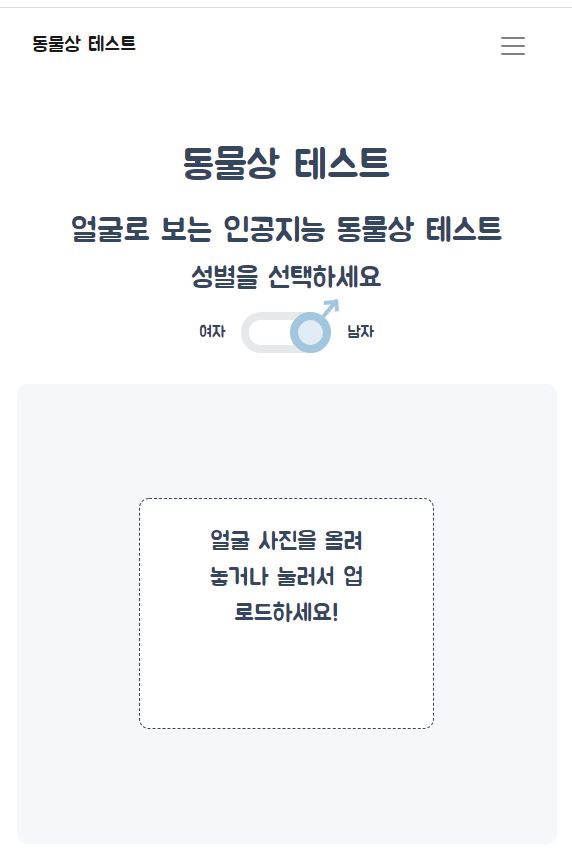 동물상 테스트
동물상 테스트
얼굴로 보는 인공지능 동물상 테스트
성별을 선택하세요
여자 남자
얼굴 사진을 올려
놓거나 눌러서 업
로드하세요!